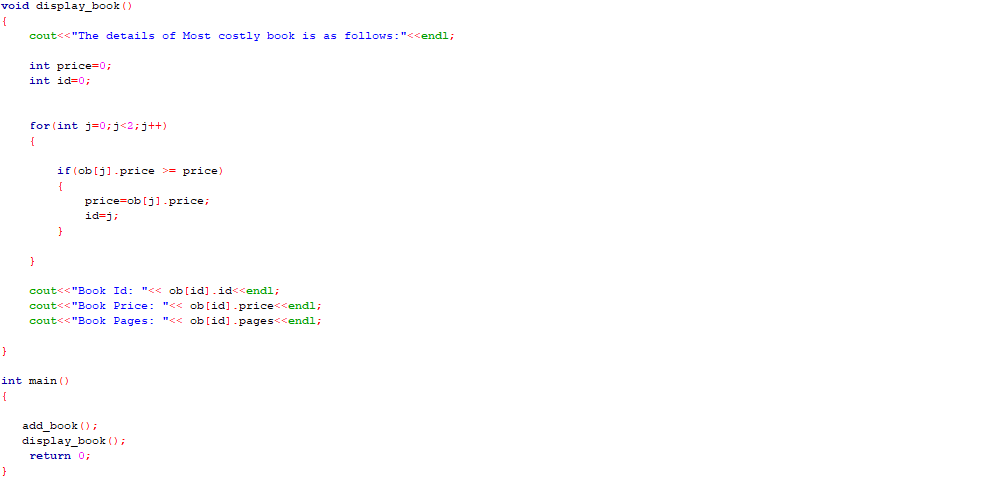 void display_book()
{
cout<<"The details of Most costly book is as follows:"<<endl;
int price=0;
int id=0;
for(int j=0;j<2;j++)
{
if(ob[j].price >= price)
{
price=ob[j].price;
id=j;
}
}
cout<<"Book Id: "<< ob[id].id<<endl;
cout<<"Book Price: "<< ob[id].price<<endl;
cout<<"Book Pages: "<< ob[id].pages<<endl;
}
int main()
{
add_book();
display_book();
return 0;
}